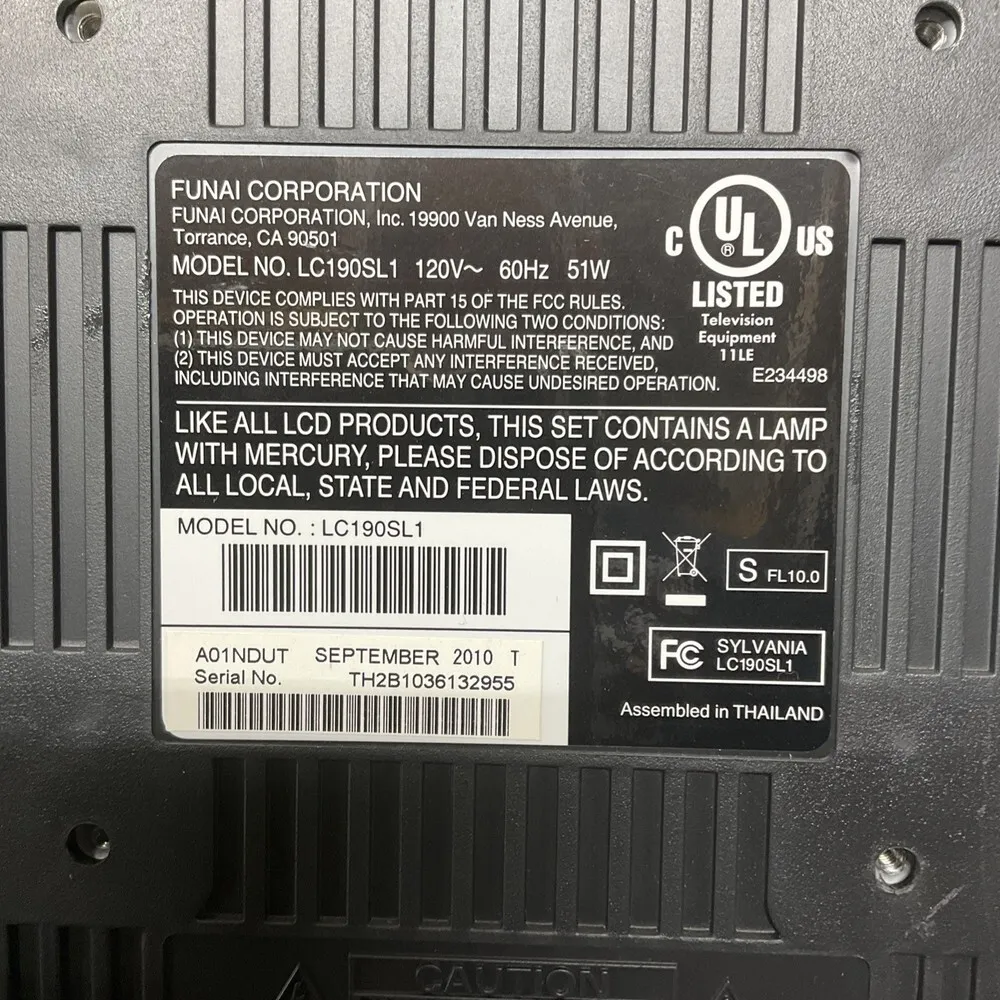 FUNAI CORPORATION
FUNAI CORPORATION, Inc. 19900 Van Ness Avenue,
Torrance, CA 90501
MODEL NO. LC190SL1 120V~ 60Hz 51W
THIS DEVICE COMPLIES WITH PART 15 OF THE FCC RULES.
OPERATION IS SUBJECT TO THE FOLLOWING TWO CONDITIONS:
(1) THIS DEVICE MAY NOT CAUSE HARMFUL INTERFERENCE, AND
(2) THIS DEVICE MUST ACCEPT ANY INTERFERENCE RECEIVED,
INCLUDING INTERFERENCE THAT MAY CAUSE UNDESIRED OPERATION.
C UL ® US
LISTED
Television
Equipment
11LE
E234498
LIKE ALL LCD PRODUCTS, THIS SET CONTAINS A LAMP
WITH MERCURY, PLEASE DISPOSE OF ACCORDING TO
ALL LOCAL, STATE AND FEDERAL LAWS.
MODEL NO. : LC190SL1
A01NDUT SEPTEMBER 2010 T
Serial No. TH2B1036132955
S FL10.0
FC SYLVANIA
LC190SL1
Assembled in THAILAND
CAUTION